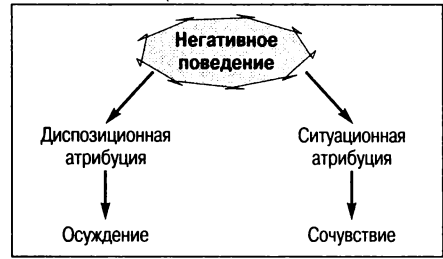 Негативное
поведение
Диспозиционная
атрибуция
Ситуационная
атрибуция
Осуждение
Сочувствие